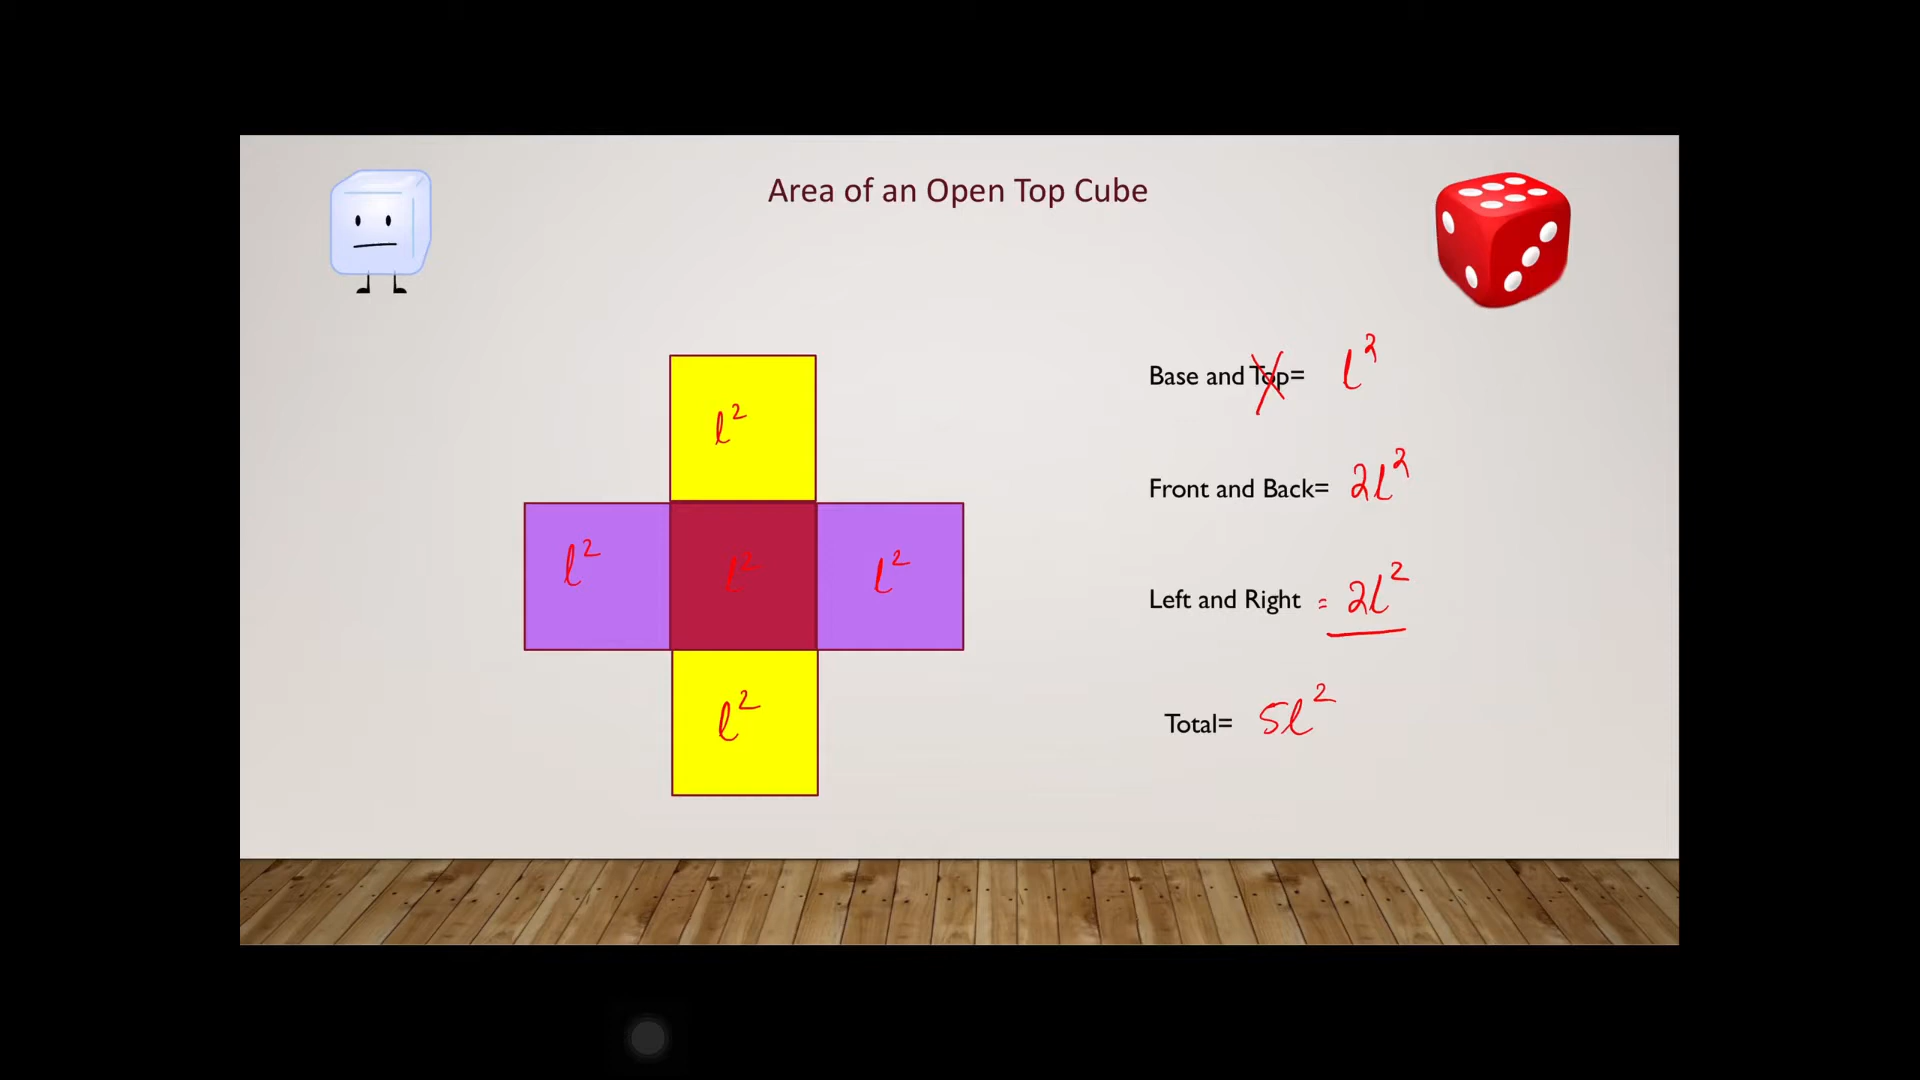 Area of an Open Top Cube
l²
l² l² l²
l²
Base and Top= l²
Front and Back= 2l²
Left and Right = 2l²
Total= 5l²